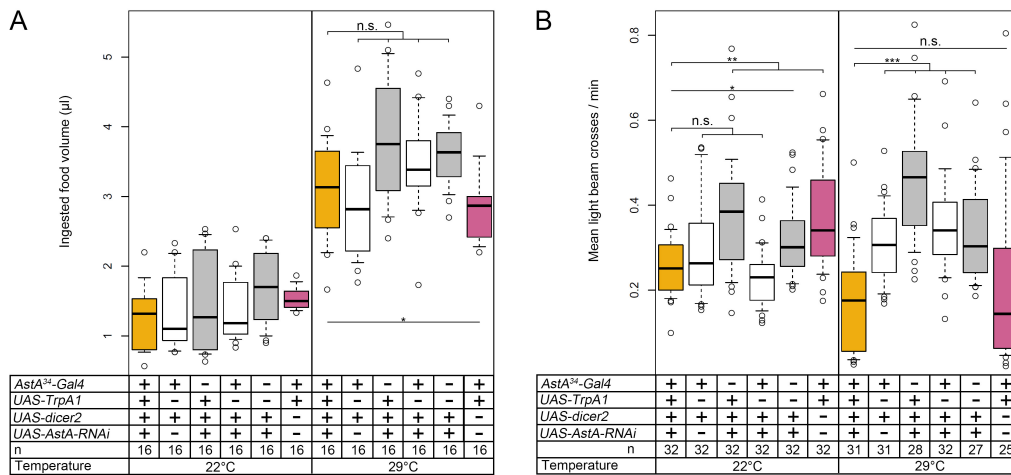 A
Ingested food volume (µl)
5
4
3
2
1
n.s.
*
AstA³⁴-Gal4 + + − + − + + + − + − +
UAS-TrpA1 + − + − − + + − + − − +
UAS-dicer2 + + + + + − + + + + + −
UAS-AstA-RNAi + − + + + − + − + + + −
n 16 16 16 16 16 16 16 16 16 16 16 16
Temperature 22°C 29°C
B
Mean light beam crosses / min
0.8
0.6
0.4
0.2
**
*
n.s.
n.s.
***
AstA³⁴-Gal4 + + − + − + + + − + − +
UAS-TrpA1 + − + − − + + − + − − +
UAS-dicer2 + + + + + − + + + + + −
UAS-AstA-RNAi + − + + + − + − + + + −
n 32 32 32 32 32 32 31 31 28 32 27 25
Temperature 22°C 29°C